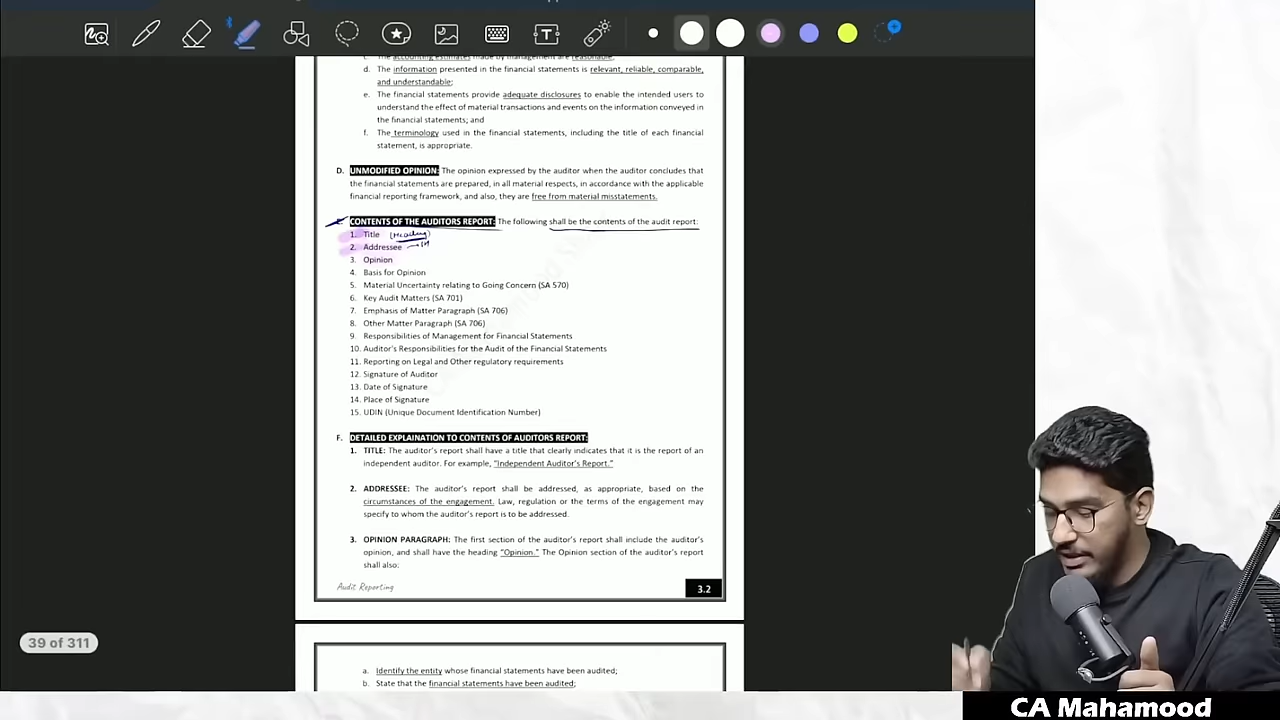 c. The accounting estimates made by management are reasonable;
d. The information presented in the financial statements is relevant, reliable, comparable,
and understandable;
e. The financial statements provide adequate disclosures to enable the intended users to
understand the effect of material transactions and events on the information conveyed in
the financial statements; and
f. The terminology used in the financial statements, including the title of each financial
statement, is appropriate.
D. UNMODIFIED OPINION: The opinion expressed by the auditor when the auditor concludes that
the financial statements are prepared, in all material respects, in accordance with the applicable
financial reporting framework, and also, they are free from material misstatements.
CONTENTS OF THE AUDITORS REPORT: The following shall be the contents of the audit report:
1. Title (Heading)
2. Addressee
3. Opinion
4. Basis for Opinion
5. Material Uncertainty relating to Going Concern (SA 570)
6. Key Audit Matters (SA 701)
7. Emphasis of Matter Paragraph (SA 706)
8. Other Matter Paragraph (SA 706)
9. Responsibilities of Management for Financial Statements
10. Auditor's Responsibilities for the Audit of the Financial Statements
11. Reporting on Legal and Other regulatory requirements
12. Signature of Auditor
13. Date of Signature
14. Place of Signature
15. UDIN (Unique Document Identification Number)
F. DETAILED EXPLAINATION TO CONTENTS OF AUDITORS REPORT:
1. TITLE: The auditor's report shall have a title that clearly indicates that it is the report of an
independent auditor. For example, "Independent Auditor's Report."
2. ADDRESSEE: The auditor's report shall be addressed, as appropriate, based on the
circumstances of the engagement. Law, regulation or the terms of the engagement may
specify to whom the auditor's report is to be addressed.
3. OPINION PARAGRAPH: The first section of the auditor's report shall include the auditor's
opinion, and shall have the heading "Opinion." The Opinion section of the auditor's report
shall also:
Audit Reporting
3.2
39 of 311
a. Identify the entity whose financial statements have been audited;
b. State that the financial statements have been audited;
CA Mahamood